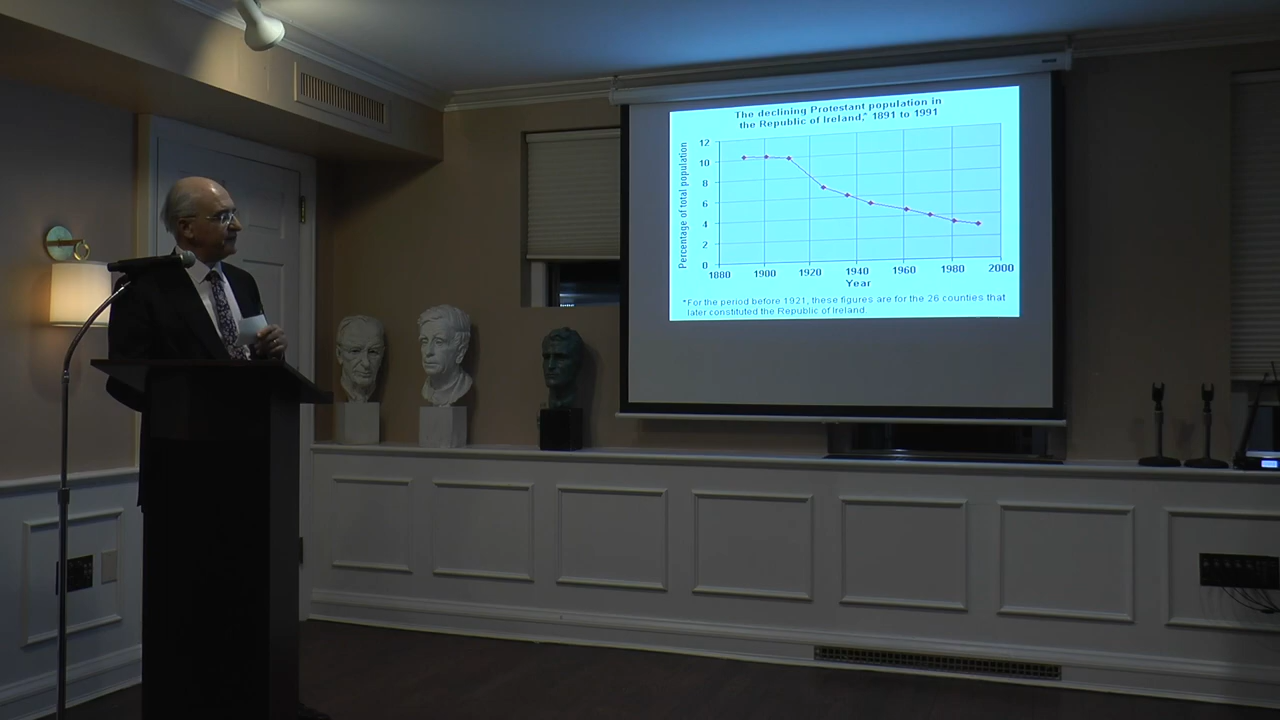 The declining Protestant population in
the Republic of Ireland,* 1891 to 1991
Percentage of total population
12
10
8
6
4
2
0
1880 1900 1920 1940 1960 1980 2000
Year
*For the period before 1921, these figures are for the 26 counties that
later constituted the Republic of Ireland.